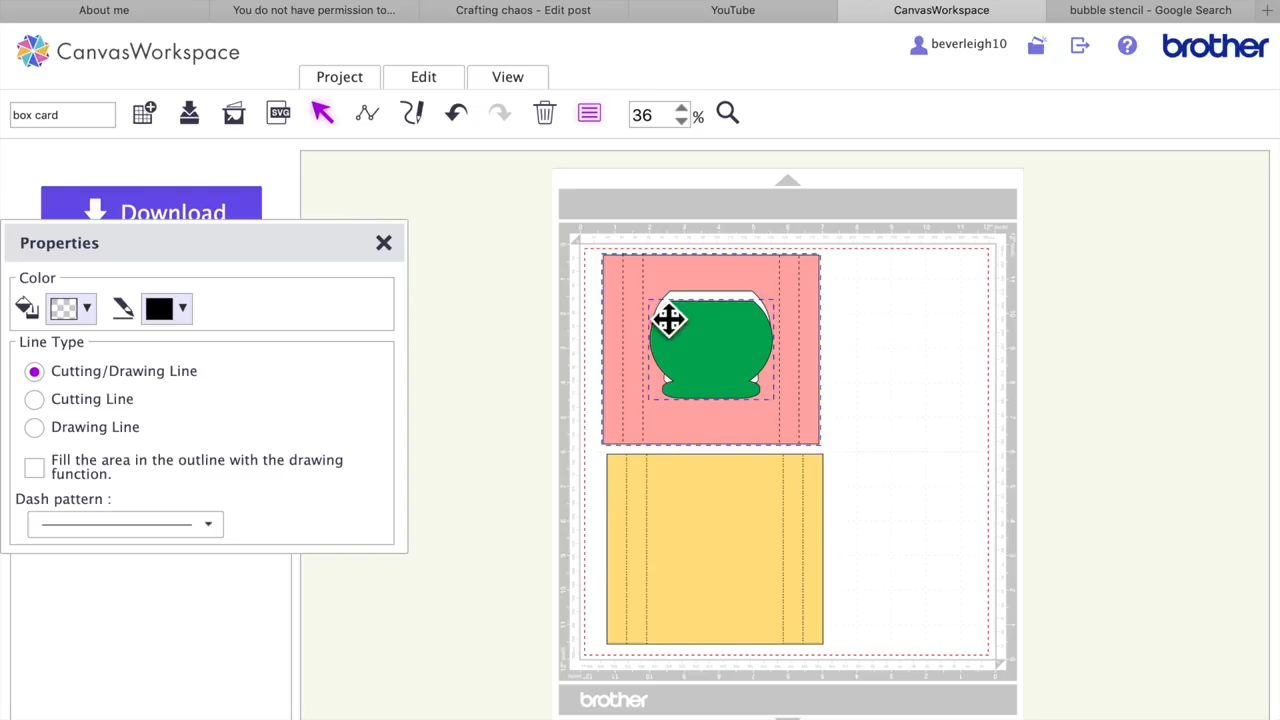 About me
You do not have permission to...
Crafting chaos - Edit post
YouTube
CanvasWorkspace
bubble stencil - Google Search
CanvasWorkspace
beverleigh10
brother
Project
Edit
View
box card
SVG
36
%
Download
Properties
Color
Line Type
Cutting/Drawing Line
Cutting Line
Drawing Line
Fill the area in the outline with the drawing
function.
Dash pattern :
brother